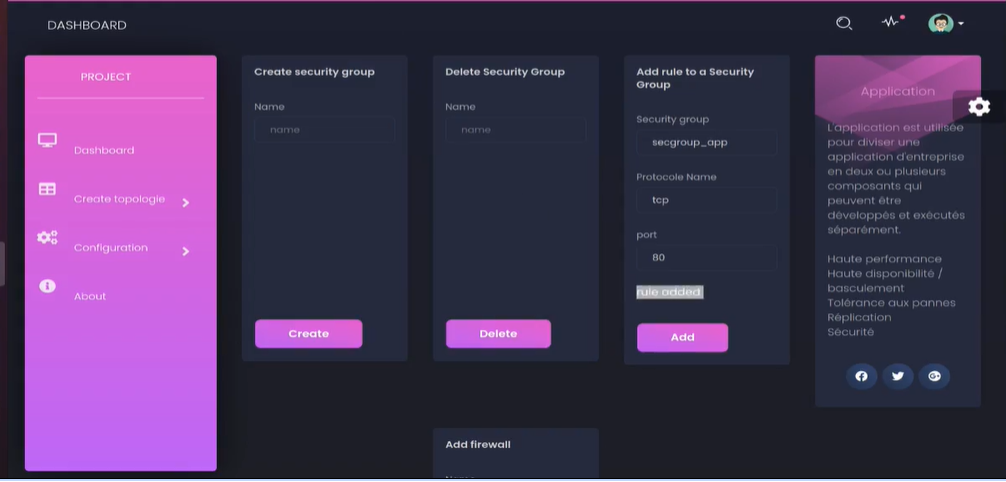 DASHBOARD
PROJECT
Dashboard
Create topologie
Configuration
About
Create security group
Name
name
Create
Delete Security Group
Name
name
Delete
Add rule to a Security
Group
Security group
secgroup_app
Protocole Name
tcp
port
80
rule added
Add
Application
L'application est utilisée
pour diviser une
application d'entreprise
en deux ou plusieurs
composants qui
peuvent être
développés et exécutés
séparément.
Haute performance
Haute disponibilité /
basculement
Tolérance aux pannes
Réplication
Sécurité
Add firewall